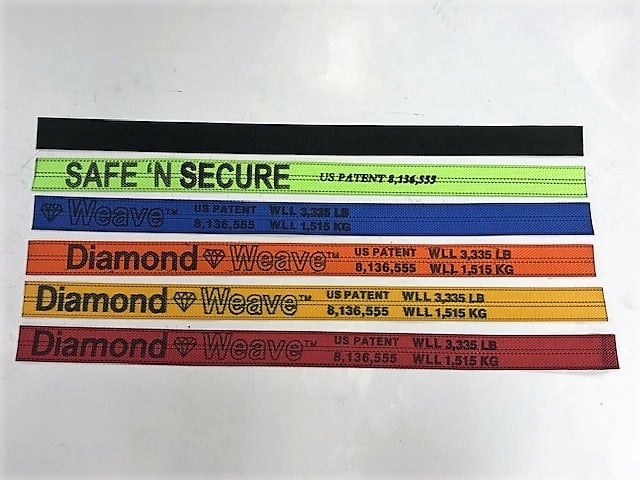 SAFE 'N SECURE US PATENT 8,136,555
Weave™ US PATENT WLL 3,335 LB
8,136,555 WLL 1,515 KG
Diamond Weave™ US PATENT WLL 3,335 LB
8,136,555 WLL 1,515 KG
Diamond Weave™ US PATENT WLL 3,335 LB
8,136,555 WLL 1,515 KG
Diamond Weave™ US PATENT WLL 3,335 LB
8,136,555 WLL 1,515 KG